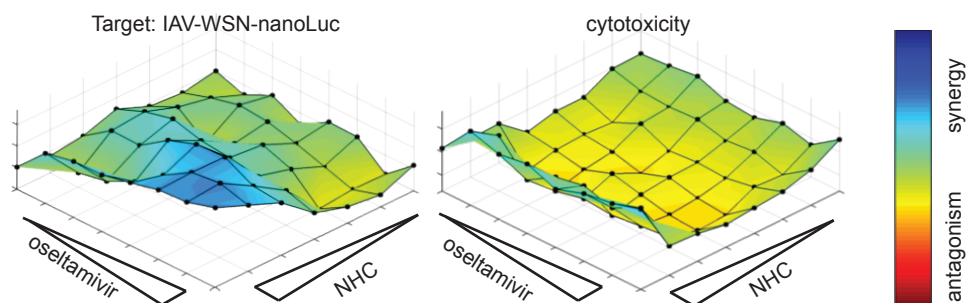 Target: IAV-WSN-nanoLuc
cytotoxicity
synergy
antagonism
oseltamivir
NHC
oseltamivir
NHC